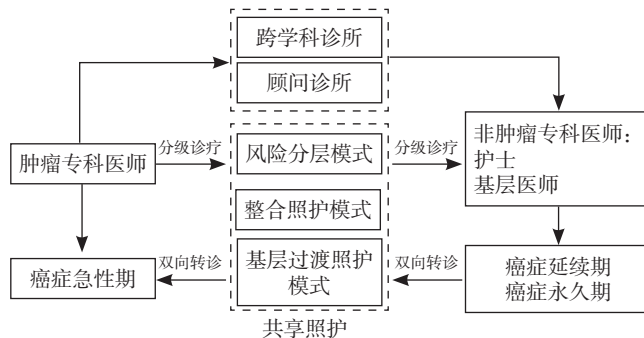 跨学科诊所
顾问诊所
肿瘤专科医师
分级诊疗
风险分层模式
分级诊疗
非肿瘤专科医师：
护士
基层医师
整合照护模式
癌症急性期
双向转诊
基层过渡照护
模式
双向转诊
癌症延续期
癌症永久期
共享照护